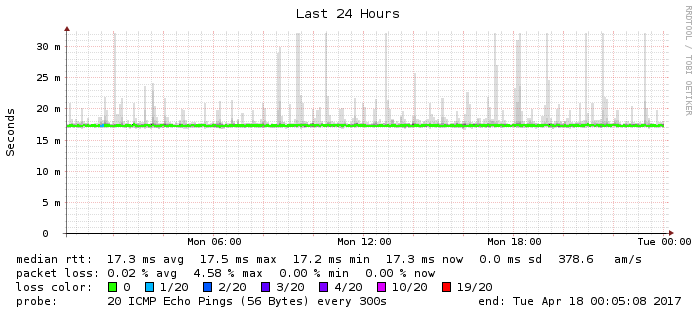 Last 24 Hours
RRDTOOL / TOBI OETIKER
Seconds
30 m
25 m
20 m
15 m
10 m
5 m
0
Mon 06:00 Mon 12:00 Mon 18:00 Tue 00:00
median rtt: 17.3 ms avg 17.5 ms max 17.2 ms min 17.3 ms now 0.0 ms sd 378.6 am/s
packet loss: 0.02 % avg 4.58 % max 0.00 % min 0.00 % now
loss color: 0 1/20 2/20 3/20 4/20 10/20 19/20
probe: 20 ICMP Echo Pings (56 Bytes) every 300s end: Tue Apr 18 00:05:08 2017